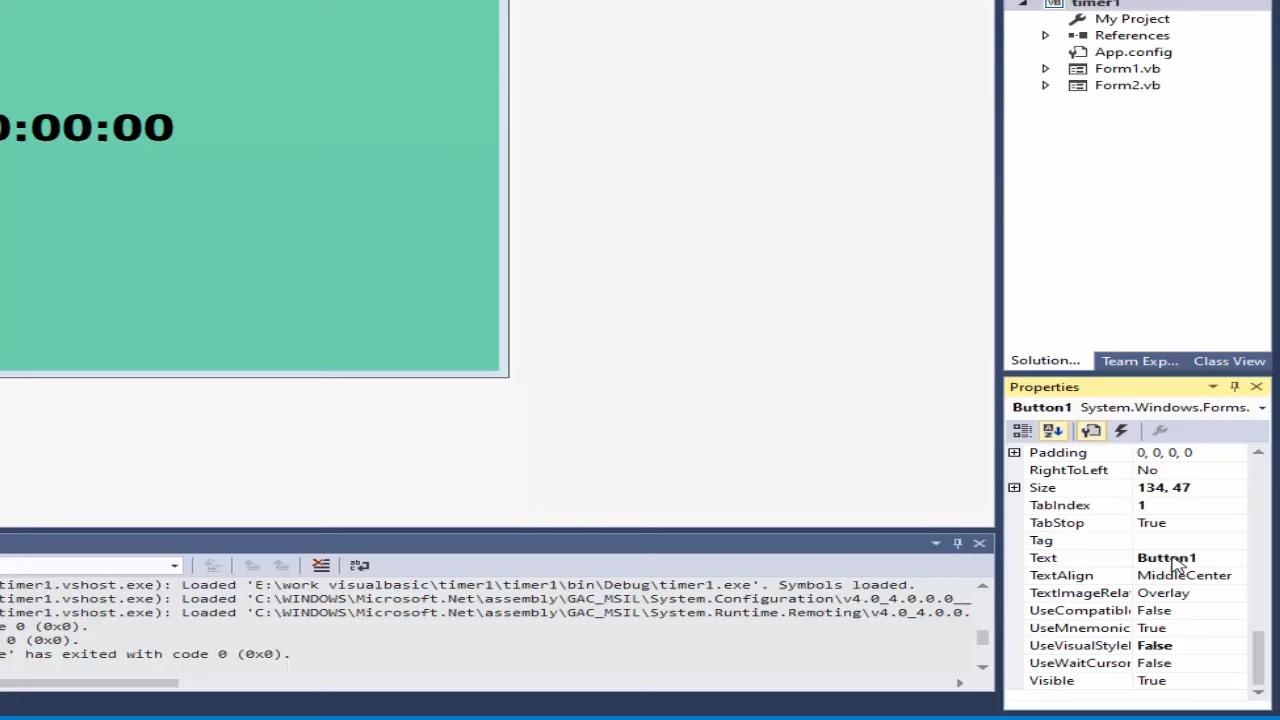 timer1
My Project
References
App.config
Form1.vb
Form2.vb
0:00:00
Solution... Team Exp... Class View
Properties
Button1 System.Windows.Forms.
Padding 0, 0, 0, 0
RightToLeft No
Size 134, 47
TabIndex 1
TabStop True
Tag
Text Button1
TextAlign MiddleCenter
TextImageRela Overlay
UseCompatibl False
UseMnemonic True
UseVisualStyle False
UseWaitCursor False
Visible True
timer1.vshost.exe): Loaded 'E:\work visualbasic\timer1\timer1\bin\Debug\timer1.exe'. Symbols loaded.
timer1.vshost.exe): Loaded 'C:\WINDOWS\Microsoft.Net\assembly\GAC_MSIL\System.Configuration\v4.0_4.0.0.0__
timer1.vshost.exe): Loaded 'C:\WINDOWS\Microsoft.Net\assembly\GAC_MSIL\System.Runtime.Remoting\v4.0_4.0.0.
e 0 (0x0).
0 (0x0).
e' has exited with code 0 (0x0).